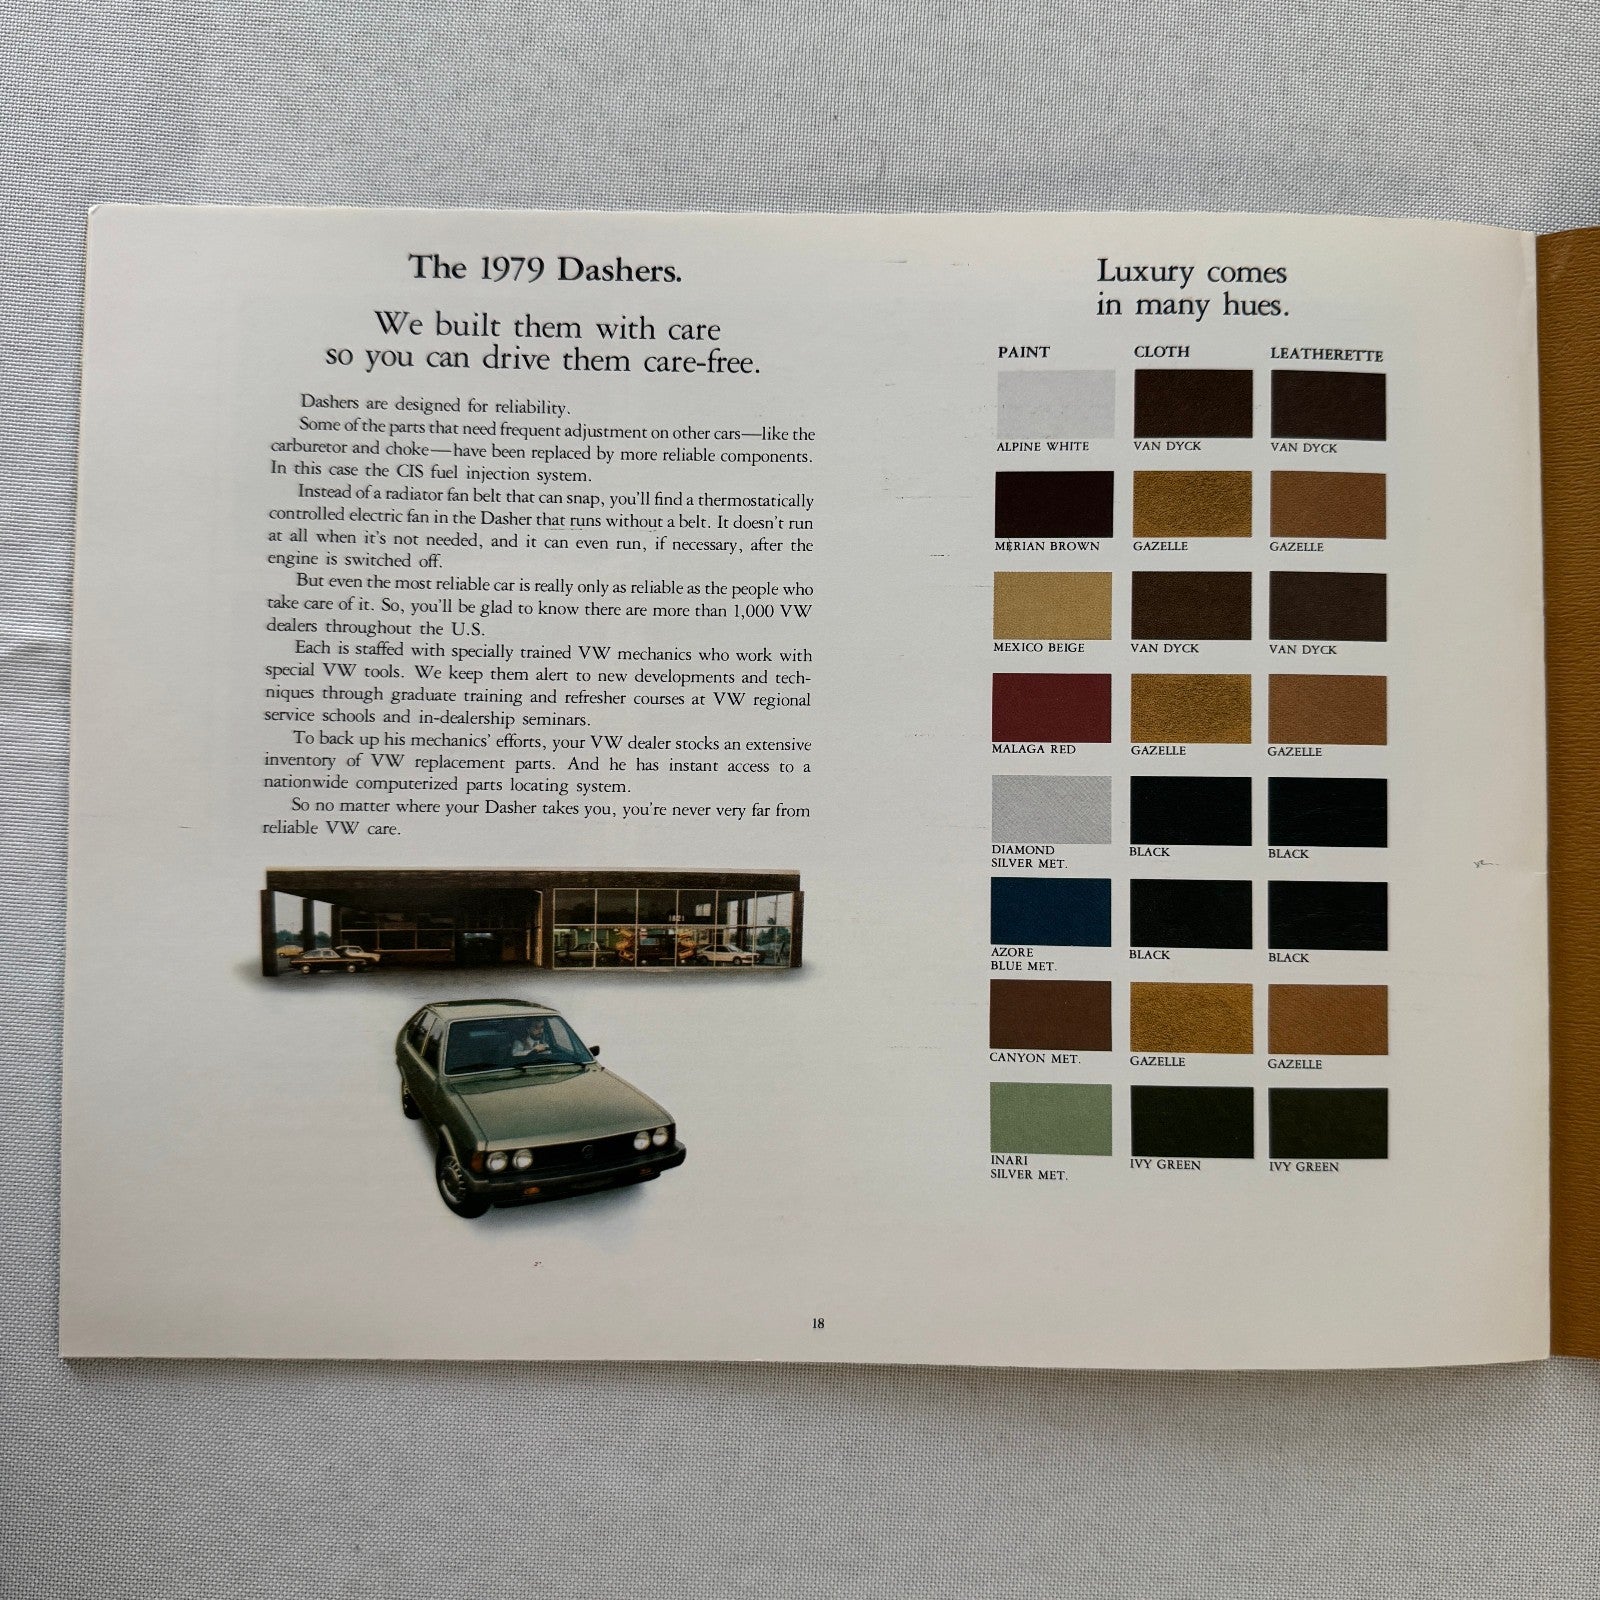 The 1979 Dashers.
We built them with care
so you can drive them care-free.
Dashers are designed for reliability.
Some of the parts that need frequent adjustment on other cars—like the
carburetor and choke—have been replaced by more reliable components.
In this case the CIS fuel injection system.
Instead of a radiator fan belt that can snap, you'll find a thermostatically
controlled electric fan in the Dasher that runs without a belt. It doesn't run
at all when it's not needed, and it can even run, if necessary, after the
engine is switched off.
But even the most reliable car is really only as reliable as the people who
take care of it. So, you'll be glad to know there are more than 1,000 VW
dealers throughout the U.S.
Each is staffed with specially trained VW mechanics who work with
special VW tools. We keep them alert to new developments and tech-
niques through graduate training and refresher courses at VW regional
service schools and in-dealership seminars.
To back up his mechanics' efforts, your VW dealer stocks an extensive
inventory of VW replacement parts. And he has instant access to a
nationwide computerized parts locating system.
So no matter where your Dasher takes you, you're never very far from
reliable VW care.
1821
Luxury comes
in many hues.
PAINT CLOTH LEATHERETTE
ALPINE WHITE VAN DYCK VAN DYCK
MERIAN BROWN GAZELLE GAZELLE
MEXICO BEIGE VAN DYCK VAN DYCK
MALAGA RED GAZELLE GAZELLE
DIAMOND BLACK BLACK
SILVER MET.
AZORE BLACK BLACK
BLUE MET.
CANYON MET. GAZELLE GAZELLE
INARI IVY GREEN IVY GREEN
SILVER MET.
18